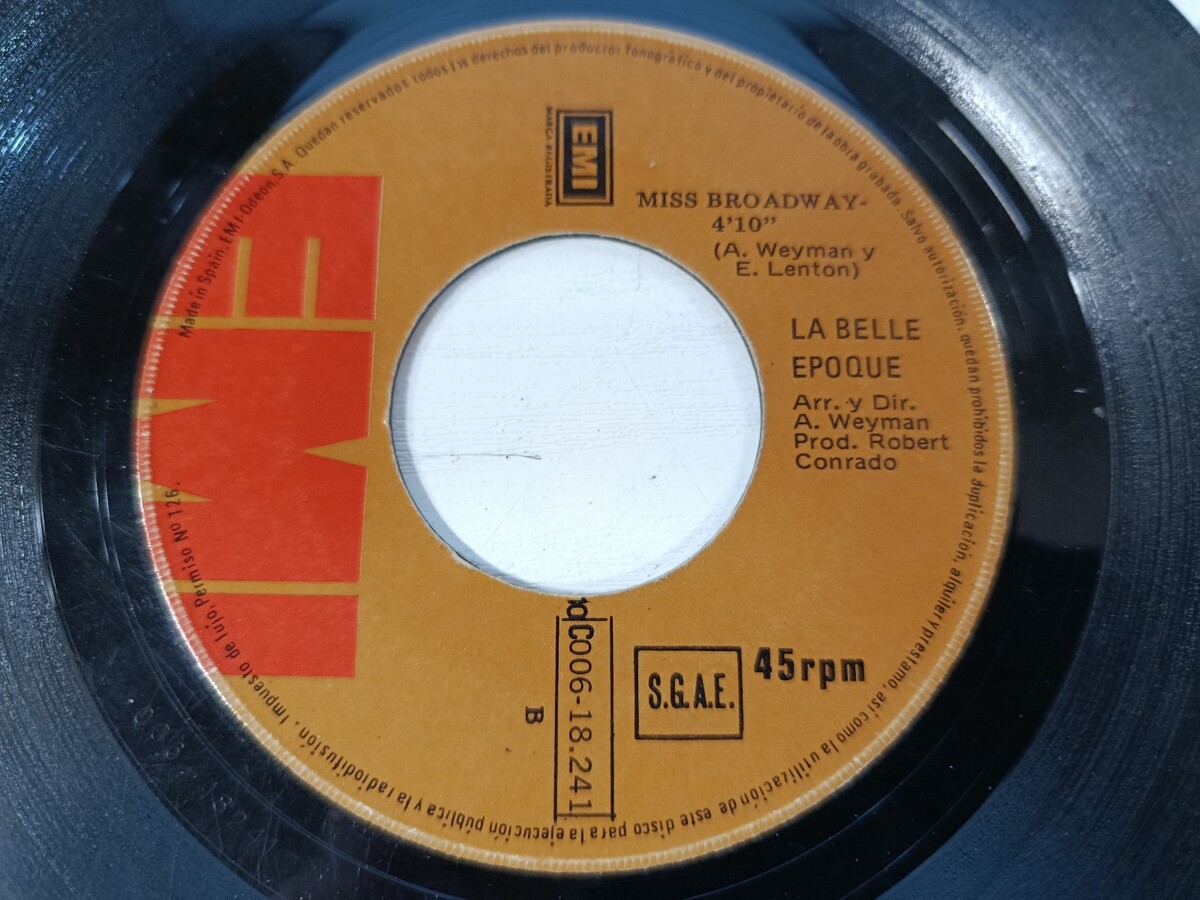 EMI
EMI
MARCA REGISTRADA
MISS BROADWAY-
4'10"
(A. Weyman y
E. Lenton)
LA BELLE
EPOQUE
Arr. y Dir.
A. Weyman
Prod. Robert
Conrado
C006-18.241
B
S.G.A.E.
45rpm
Made in Spain. EMI-Odeon, S.A. Quedan reservados todos los derechos del productor fonográfico y del propietario de la obra grabada. Salvo autorización, quedan prohibidos la duplicación, alquiler y prestamo, así como la utilización de este disco para la ejecución pública y la radiodifusión. Impuesto de lujo, Permiso Nº 126.